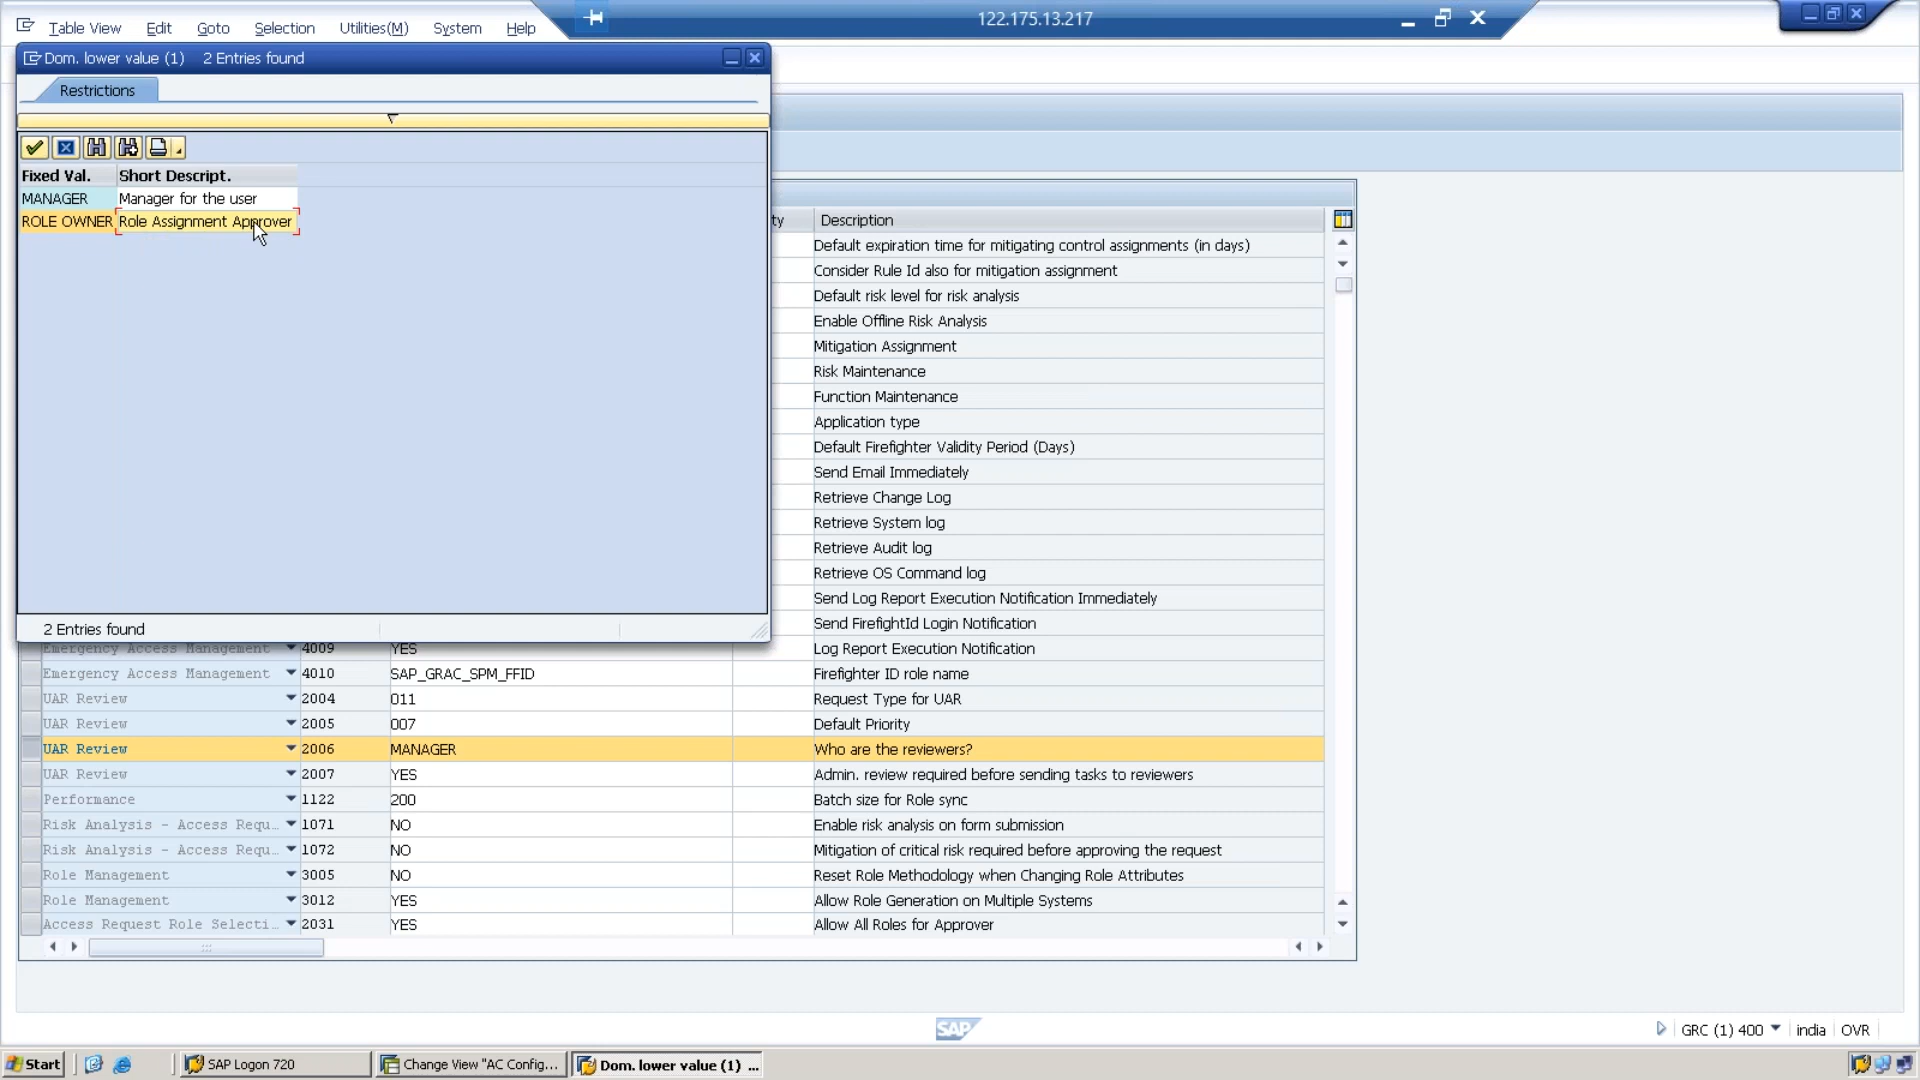 Table View Edit Goto Selection Utilities(M) System Help
122.175.13.217
Dom. lower value (1) 2 Entries found
Restrictions
Fixed Val. Short Descript.
MANAGER Manager for the user
ROLE OWNER Role Assignment Approver
2 Entries found
ty Description
Default expiration time for mitigating control assignments (in days)
Consider Rule Id also for mitigation assignment
Default risk level for risk analysis
Enable Offline Risk Analysis
Mitigation Assignment
Risk Maintenance
Function Maintenance
Application type
Default Firefighter Validity Period (Days)
Send Email Immediately
Retrieve Change Log
Retrieve System log
Retrieve Audit log
Retrieve OS Command log
Send Log Report Execution Notification Immediately
Send FirefightId Login Notification
Emergency Access Management 4009 YES Log Report Execution Notification
Emergency Access Management 4010 SAP_GRAC_SPM_FFID Firefighter ID role name
UAR Review 2004 011 Request Type for UAR
UAR Review 2005 007 Default Priority
UAR Review 2006 MANAGER Who are the reviewers?
UAR Review 2007 YES Admin. review required before sending tasks to reviewers
Performance 1122 200 Batch size for Role sync
Risk Analysis - Access Requ… 1071 NO Enable risk analysis on form submission
Risk Analysis - Access Requ… 1072 NO Mitigation of critical risk required before approving the request
Role Management 3005 NO Reset Role Methodology when Changing Role Attributes
Role Management 3012 YES Allow Role Generation on Multiple Systems
Access Request Role Selecti… 2031 YES Allow All Roles for Approver
SAP
GRC (1) 400 india OVR
Start SAP Logon 720 Change View "AC Config... Dom. lower value (1) ...